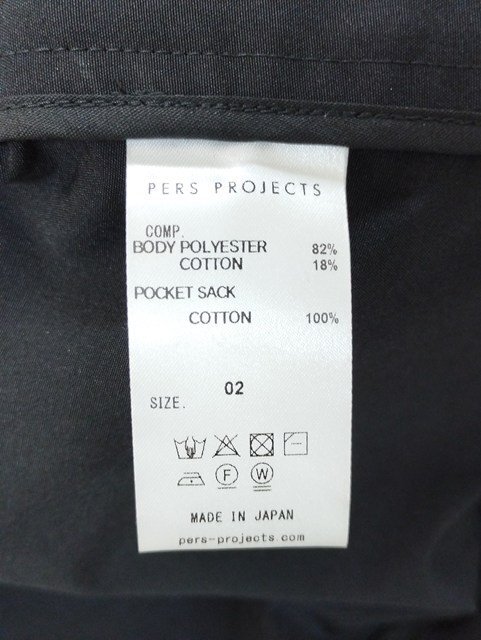 PERS PROJECTS
COMP.
BODY POLYESTER 82%
COTTON 18%
POCKET SACK
COTTON 100%
SIZE. 02
F W
MADE IN JAPAN
pers-projects.com